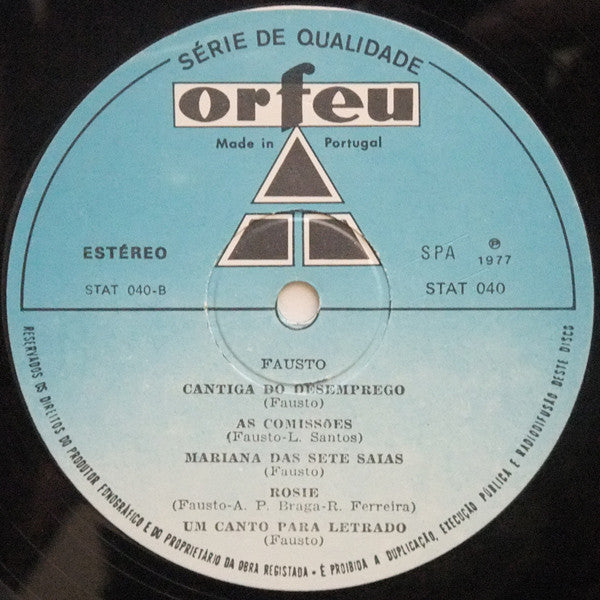 SÉRIE DE QUALIDADE
orfeu
Made in Portugal
ESTÉREO
STAT 040-B
SPA ℗ 1977
STAT 040
FAUSTO
CANTIGA DO DESEMPREGO
(Fausto)
AS COMISSÕES
(Fausto-L. Santos)
MARIANA DAS SETE SAIAS
(Fausto)
ROSIE
(Fausto-A. P. Braga-R. Ferreira)
UM CANTO PARA LETRADO
(Fausto)
RESERVADOS OS DIREITOS DO PRODUTOR FONOGRÁFICO E DO PROPRIETÁRIO DA OBRA REGISTADA - É PROIBIDA A DUPLICAÇÃO, EXECUÇÃO PÚBLICA E RADIODIFUSÃO DESTE DISCO